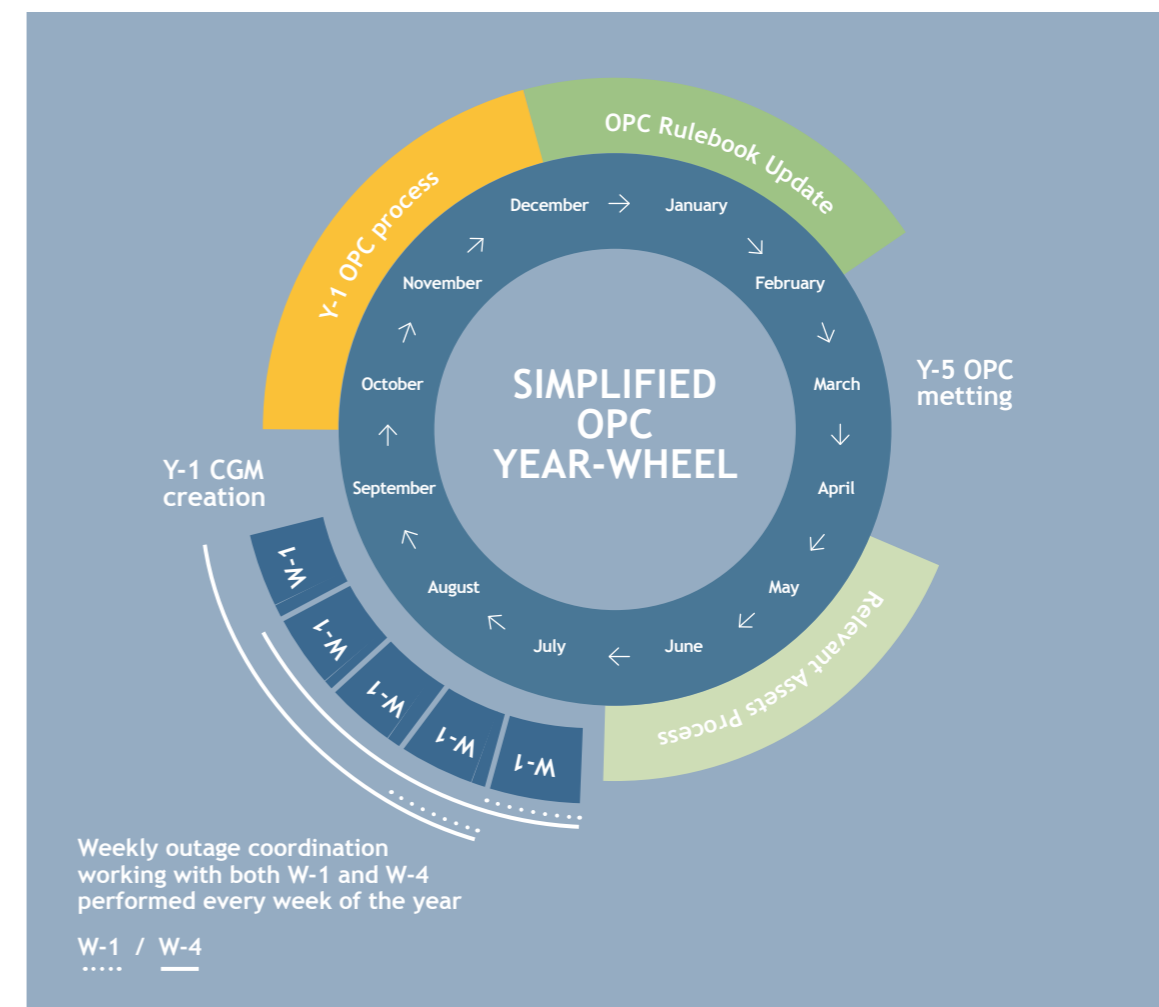 OPC Rulebook Update
Y-1 OPC process
December
January
November
February
October
March
September
April
August
May
July
June
SIMPLIFIED
OPC
YEAR-WHEEL
Y-5 OPC
metting
Y-1 CGM
creation
Relevant Assets Process
W-1
W-1
W-1
W-1
W-1
Weekly outage coordination
working with both W-1 and W-4
performed every week of the year
W-1 / W-4